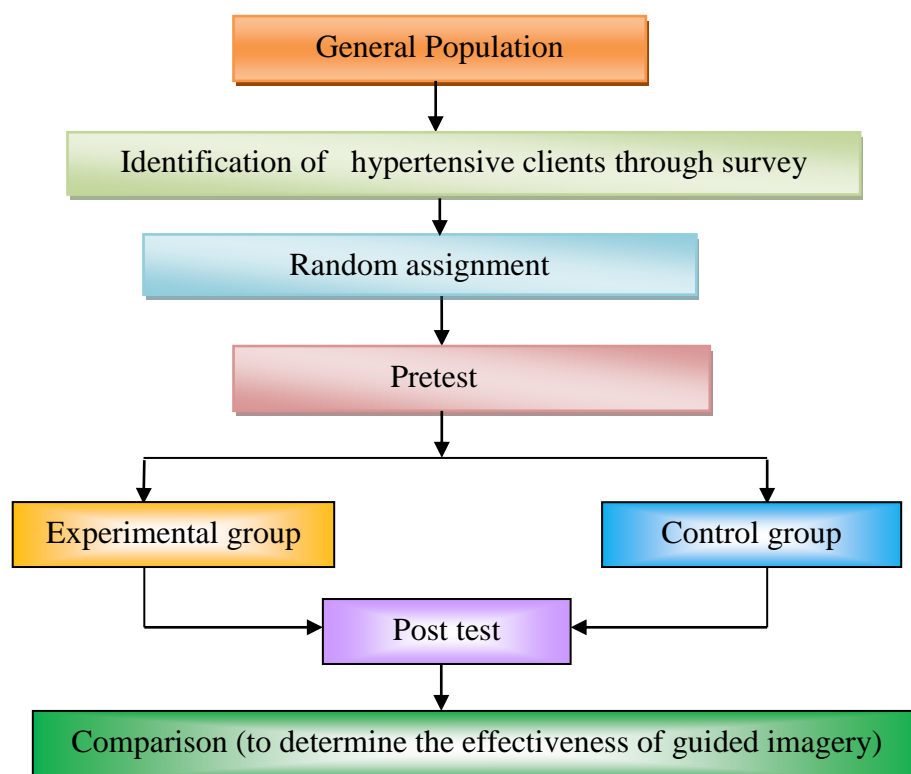 General Population
Identification of hypertensive clients through survey
Random assignment
Pretest
Experimental group
Control group
Post test
Comparison (to determine the effectiveness of guided imagery)